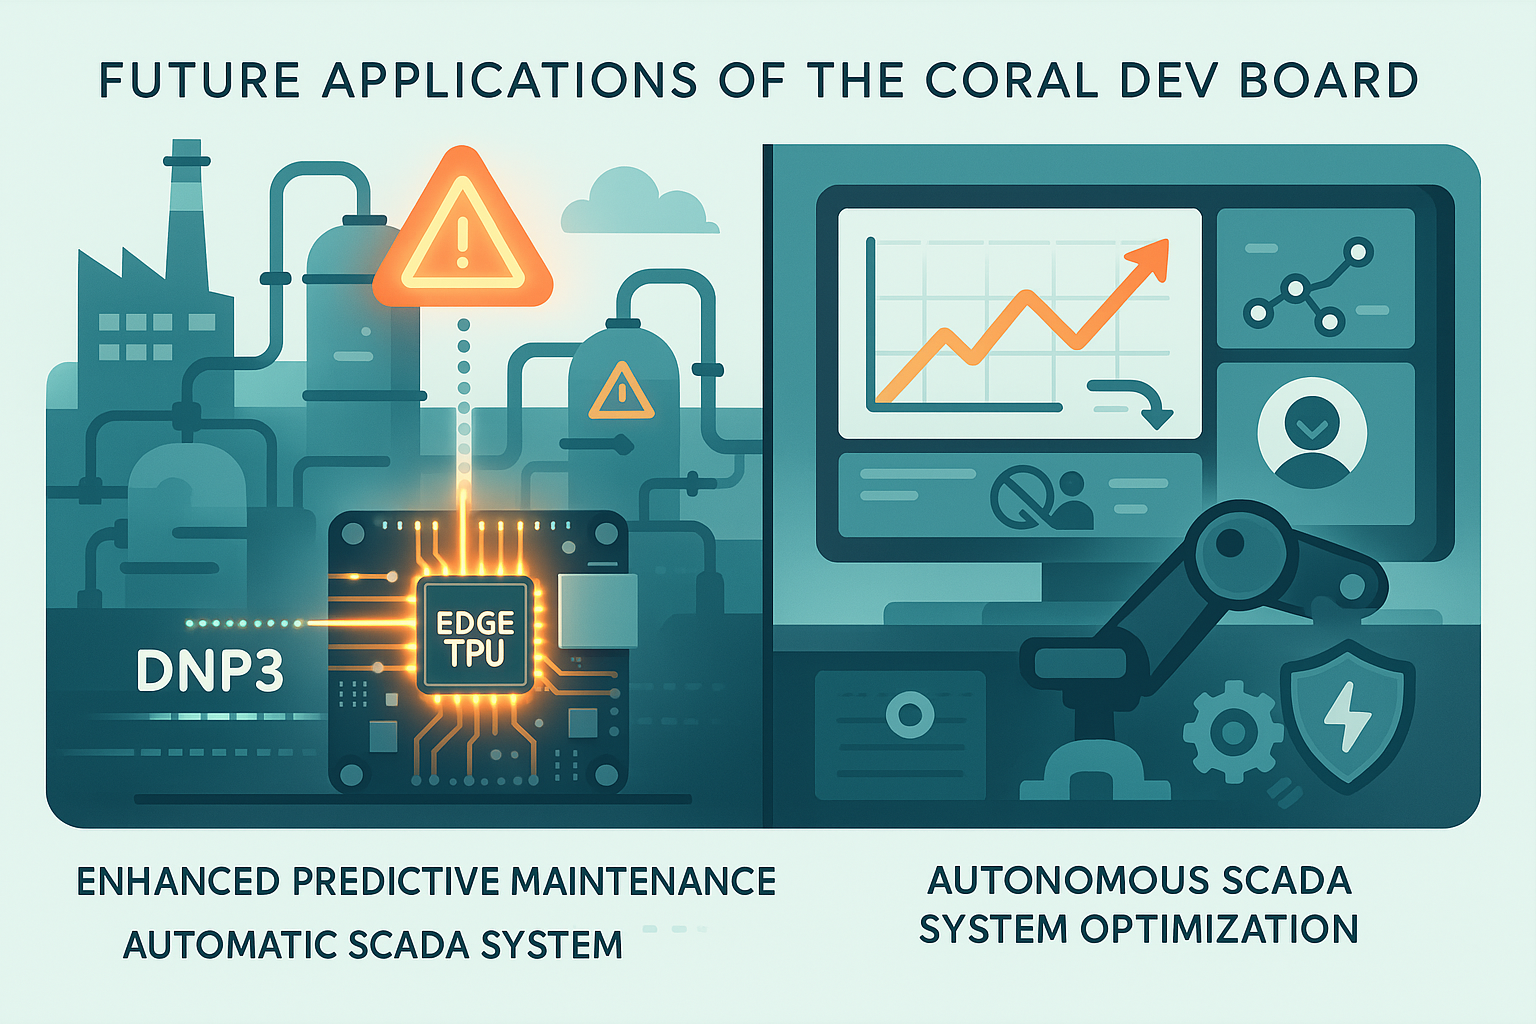 FUTURE APPLICATIONS OF THE CORAL DEV BOARD
EDGE
TPU
DNP3
ENHANCED PREDICTIVE MAINTENANCE
AUTOMATIC SCADA SYSTEM
AUTONOMOUS SCADA
SYSTEM OPTIMIZATION